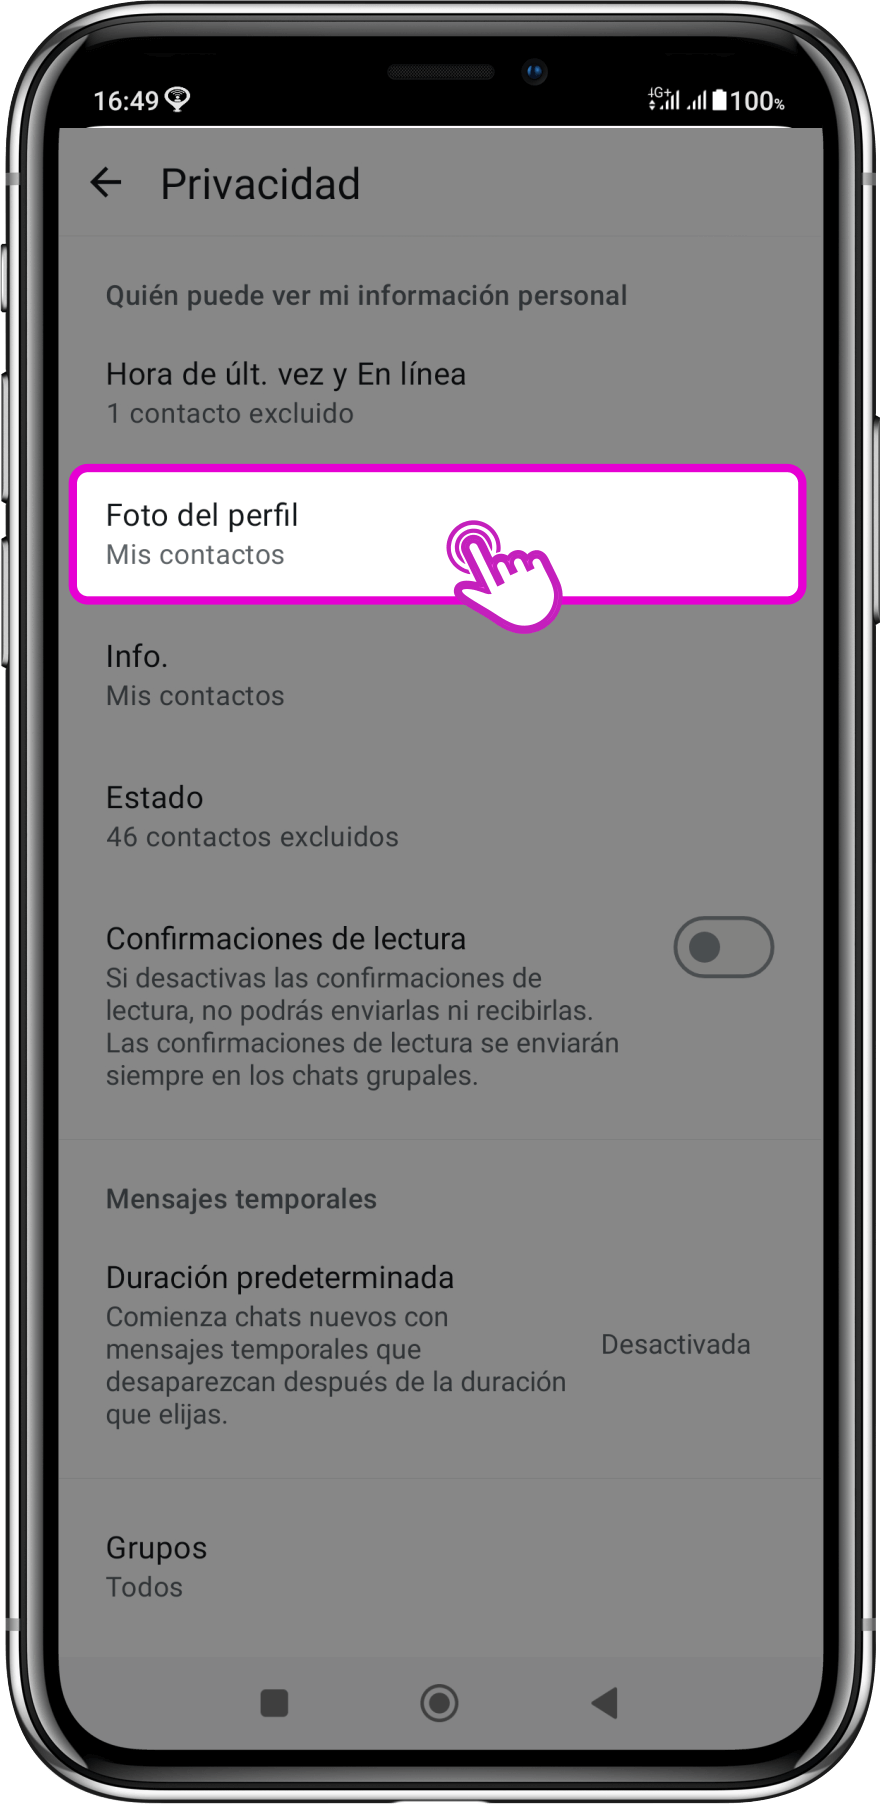 16:49 4G+ 100%
Privacidad
Quién puede ver mi información personal
Hora de últ. vez y En línea
1 contacto excluido
Foto del perfil
Mis contactos
Info.
Mis contactos
Estado
46 contactos excluidos
Confirmaciones de lectura
Si desactivas las confirmaciones de
lectura, no podrás enviarlas ni recibirlas.
Las confirmaciones de lectura se enviarán
siempre en los chats grupales.
Mensajes temporales
Duración predeterminada
Comienza chats nuevos con
mensajes temporales que
desaparezcan después de la duración
que elijas.
Desactivada
Grupos
Todos